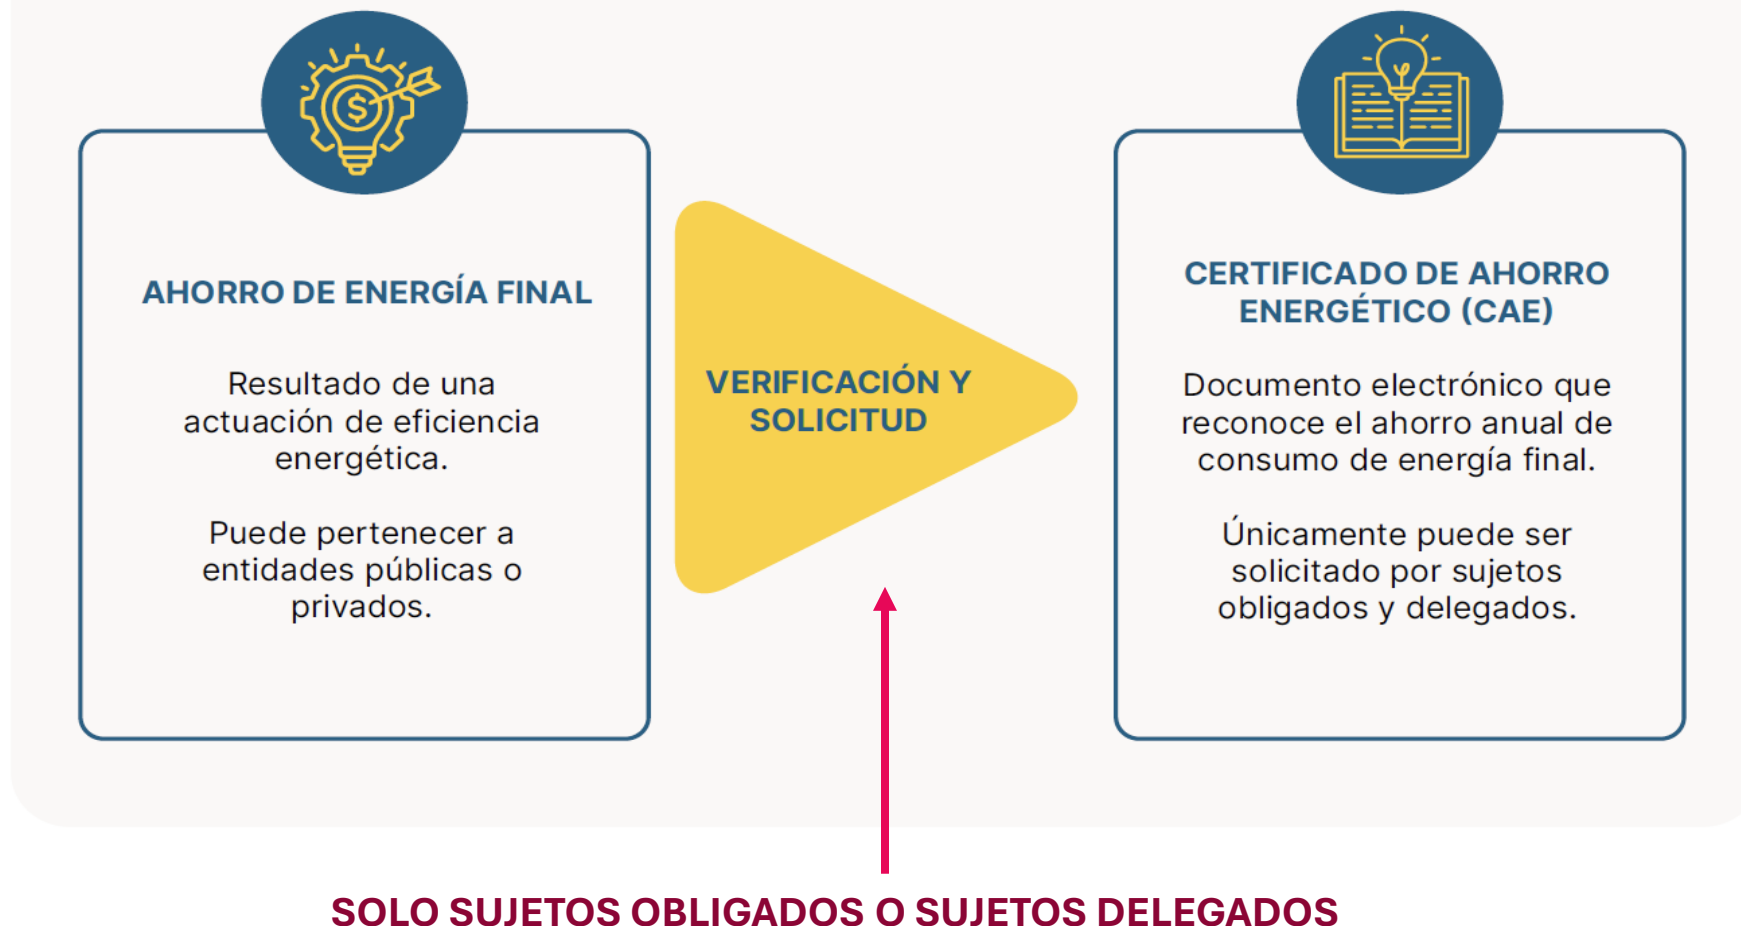 AHORRO DE ENERGÍA FINAL
Resultado de una
actuación de eficiencia
energética.
Puede pertenecer a
entidades públicas o
privados.
VERIFICACIÓN Y
SOLICITUD
CERTIFICADO DE AHORRO
ENERGÉTICO (CAE)
Documento electrónico que
reconoce el ahorro anual de
consumo de energía final.
Únicamente puede ser
solicitado por sujetos
obligados y delegados.
SOLO SUJETOS OBLIGADOS O SUJETOS DELEGADOS